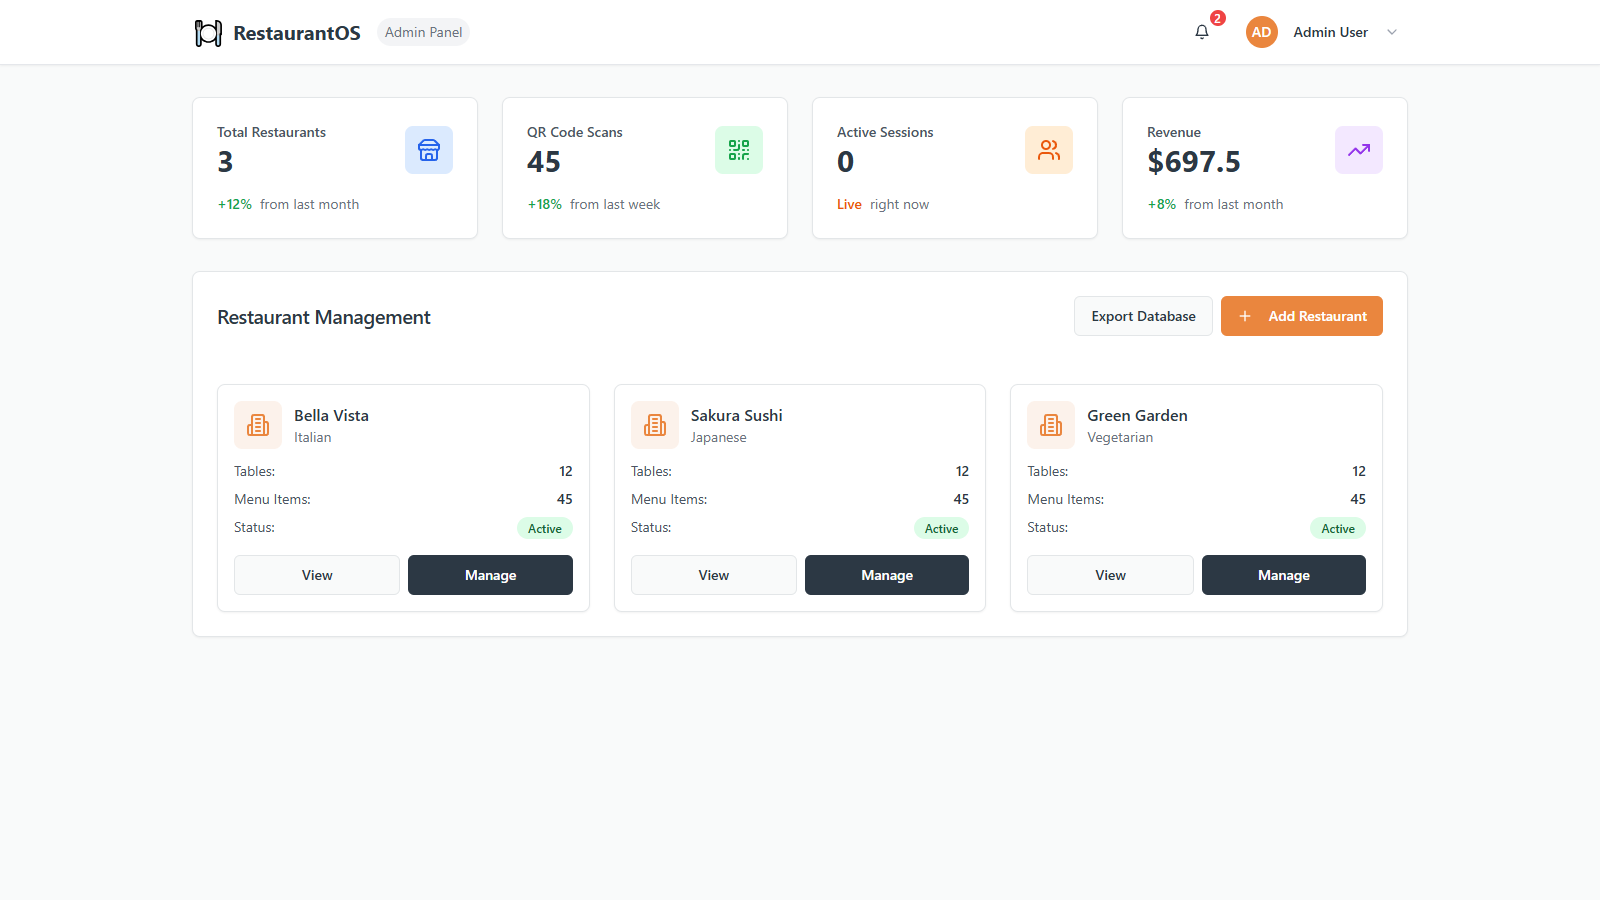 RestaurantOS
Admin Panel
2
AD
Admin User
Total Restaurants
3
+12% from last month
QR Code Scans
45
+18% from last week
Active Sessions
0
Live right now
Revenue
$697.5
+8% from last month
Restaurant Management
Export Database
Add Restaurant
Bella Vista
Italian
Tables: 12
Menu Items: 45
Status: Active
View
Manage
Sakura Sushi
Japanese
Tables: 12
Menu Items: 45
Status: Active
View
Manage
Green Garden
Vegetarian
Tables: 12
Menu Items: 45
Status: Active
View
Manage